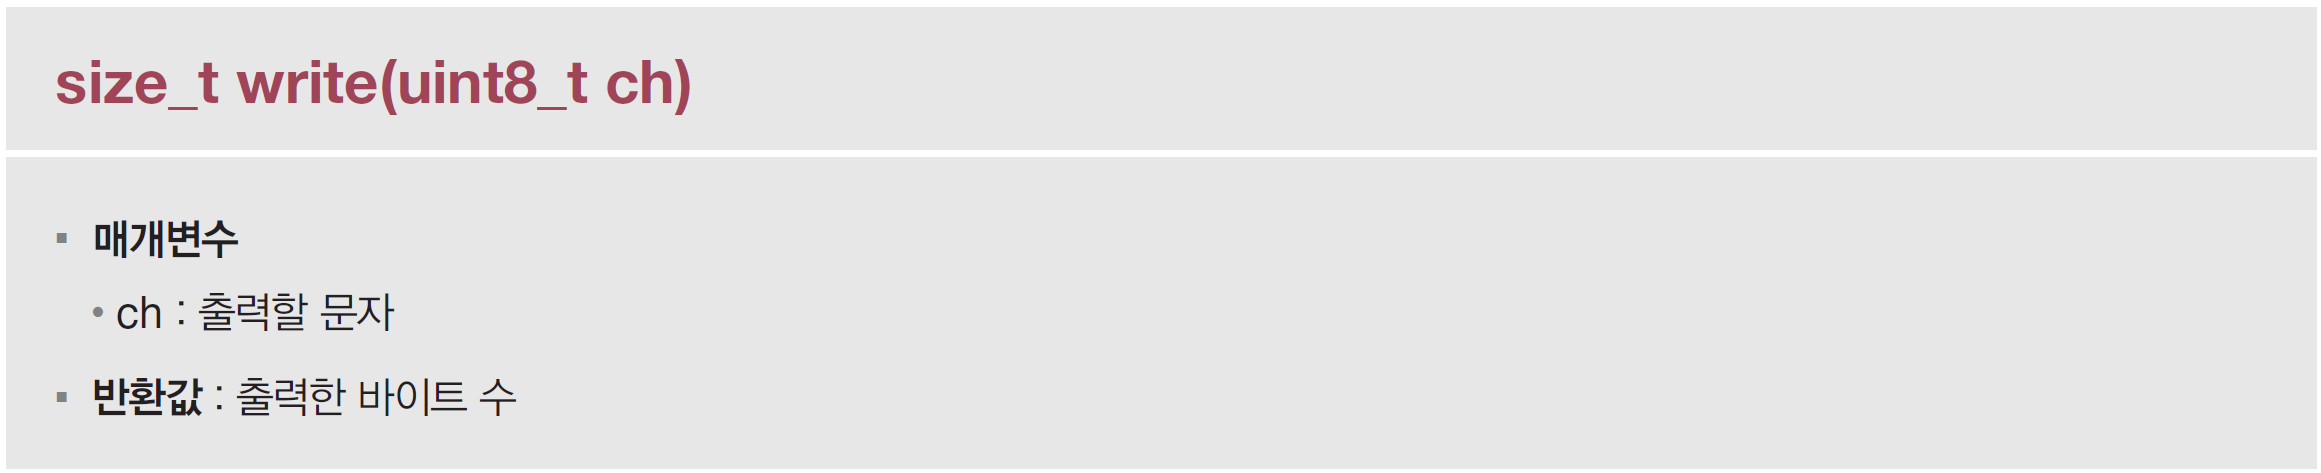 size_t write(uint8_t ch)
▪ 매개변수
• ch : 출력할 문자
▪ 반환값 : 출력한 바이트 수